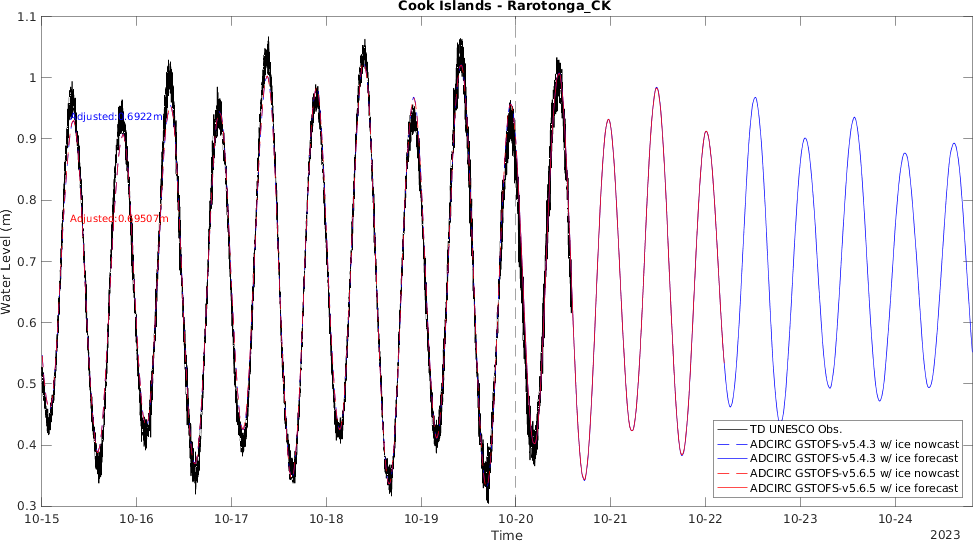 Cook Islands - Rarotonga_CK
1.1
1
0.9
0.8
0.7
0.6
0.5
0.4
0.3
Water Level (m)
Adjusted:0.6922m
Adjusted:0.69507m
TD UNESCO Obs.
ADCIRC GSTOFS-v5.4.3 w/ ice nowcast
ADCIRC GSTOFS-v5.4.3 w/ ice forecast
ADCIRC GSTOFS-v5.6.5 w/ ice nowcast
ADCIRC GSTOFS-v5.6.5 w/ ice forecast
10-15 10-16 10-17 10-18 10-19 10-20 10-21 10-22 10-23 10-24
Time
2023